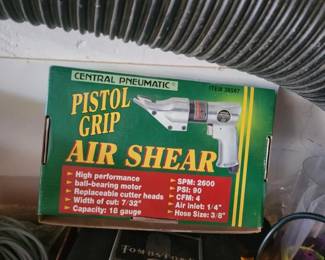 CENTRAL PNEUMATIC®
PISTOL
GRIP
AIR SHEAR
High performance
ball-bearing motor
Replaceable cutter heads
Width of cut: 7/32"
Capacity: 18 gauge
SPM: 2600
PSI: 90
CFM: 4
Air inlet: 1/4"
Hose Size: 3/8"